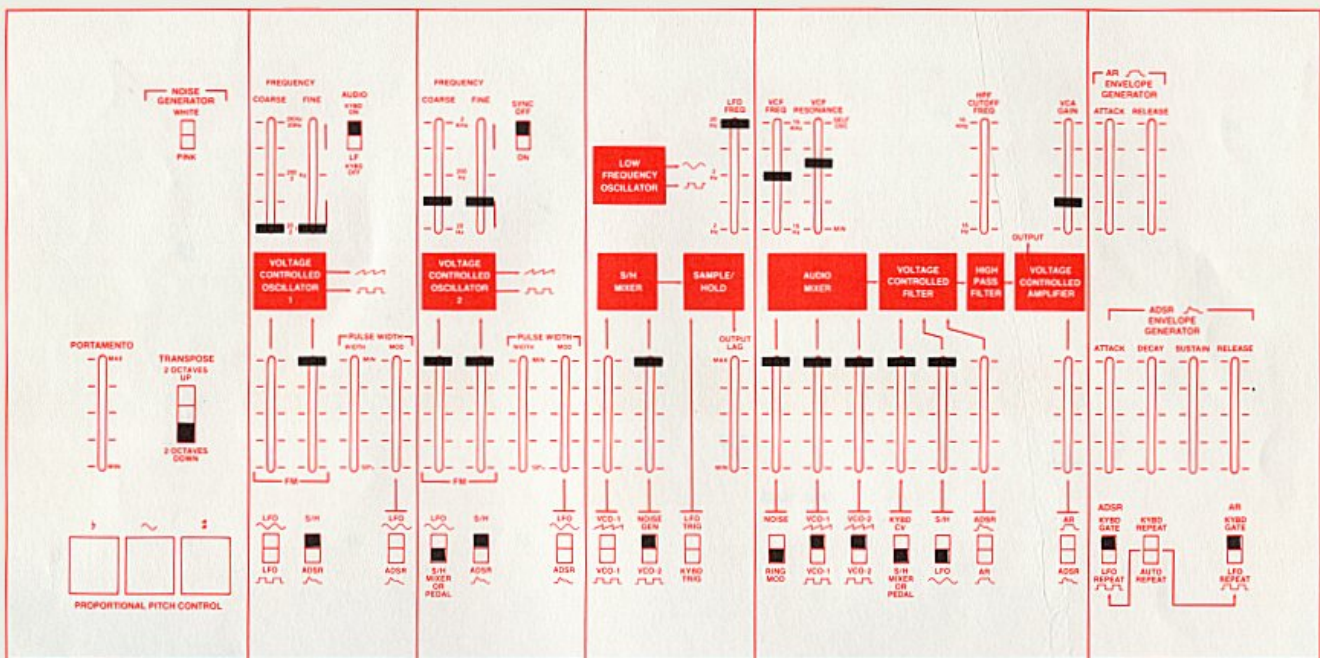 NOISE
GENERATOR
WHITE
PINK
PORTAMENTO
MAX
MIN
TRANSPOSE
2 OCTAVES
UP
2 OCTAVES
DOWN
PROPORTIONAL PITCH CONTROL
FREQUENCY
COARSE FINE
AUDIO
KYBD
ON
LF
KYBD
OFF
VOLTAGE
CONTROLLED
OSCILLATOR
1
PULSE WIDTH
WIDTH MOD
MIN
FM
LFO
LFO
S/H
ADSR
LFO
ADSR
FREQUENCY
COARSE FINE
SYNC
OFF
ON
VOLTAGE
CONTROLLED
OSCILLATOR
2
PULSE WIDTH
WIDTH MOD
MIN
FM
LFO
S/H
MIXER
OR
PEDAL
S/H
ADSR
LFO
ADSR
LOW
FREQUENCY
OSCILLATOR
LFO
FREQ
S/H
MIXER
SAMPLE/
HOLD
OUTPUT
LAG
MAX
MIN
VCO-1
VCO-1
NOISE
GEN
VCO-2
LFO
TRIG
KYBD
TRIG
VCF
FREQ
VCF
RESONANCE
SELF
OSC
MIN
HPF
CUTOFF
FREQ
VCA
GAIN
OUTPUT
AUDIO
MIXER
VOLTAGE
CONTROLLED
FILTER
HIGH
PASS
FILTER
VOLTAGE
CONTROLLED
AMPLIFIER
NOISE
RING
MOD
VCO-1
VCO-1
VCO-2
VCO-2
KYBD
CV
S/H
MIXER
OR
PEDAL
S/H
LFO
ADSR
AR
AR
ADSR
AR
ENVELOPE
GENERATOR
ATTACK RELEASE
ADSR
ENVELOPE
GENERATOR
ATTACK DECAY SUSTAIN RELEASE
ADSR
KYBD
GATE
LFO
REPEAT
KYBD
REPEAT
AUTO
REPEAT
AR
KYBD
GATE
LFO
REPEAT